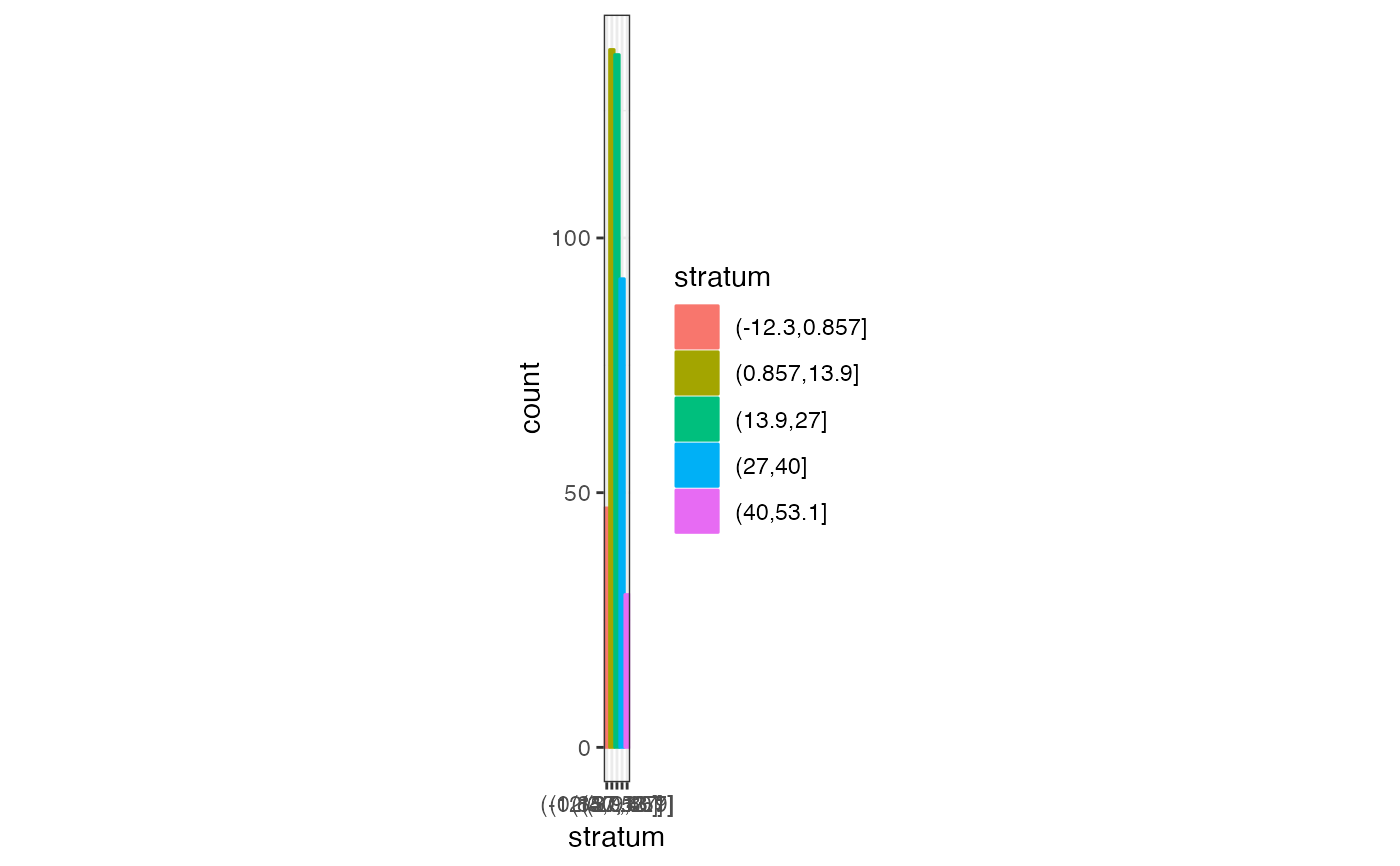 100
50
0
count
stratum
stratum
(-12.3,0.857]
(0.857,13.9]
(13.9,27]
(27,40]
(40,53.1]